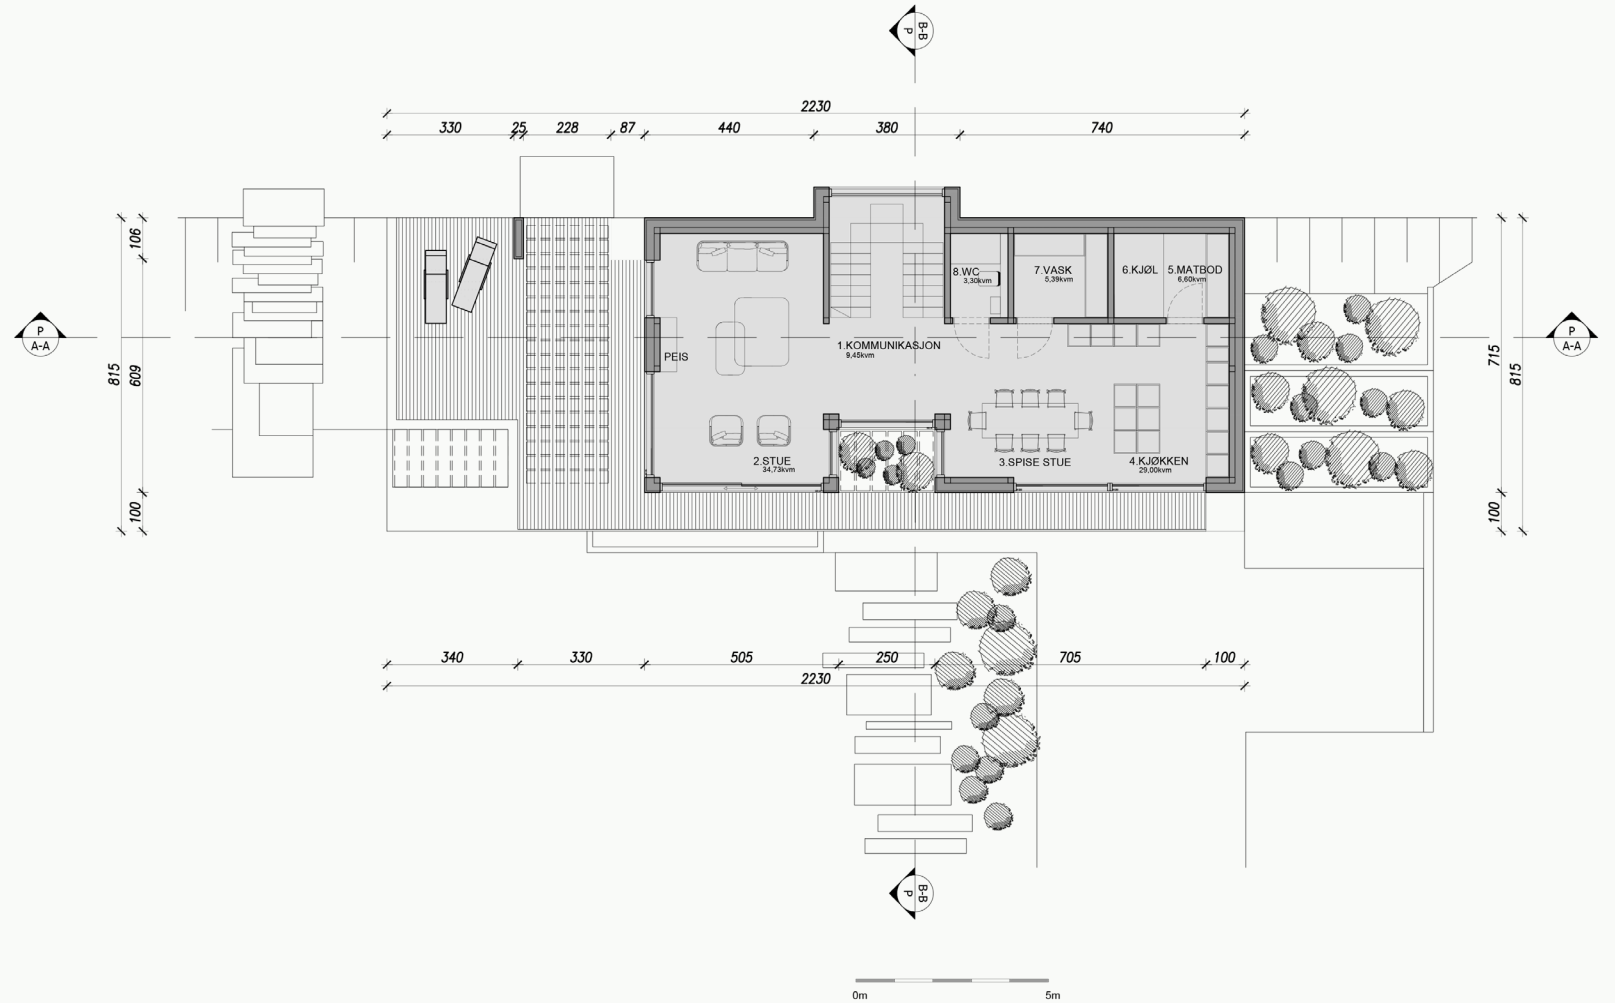 B-B
P
2230
330
25
228
87
440
380
740
106
815
609
100
P
A-A
8.WC
3,30kvm
7.VASK
5,39kvm
6.KJØL
5.MATBOD
6,60kvm
1.KOMMUNIKASJON
9,45kvm
PEIS
2.STUE
34,73kvm
3.SPISE STUE
4.KJØKKEN
29,00kvm
715
815
100
P
A-A
340
330
505
250
705
100
2230
B-B
P
0m
5m